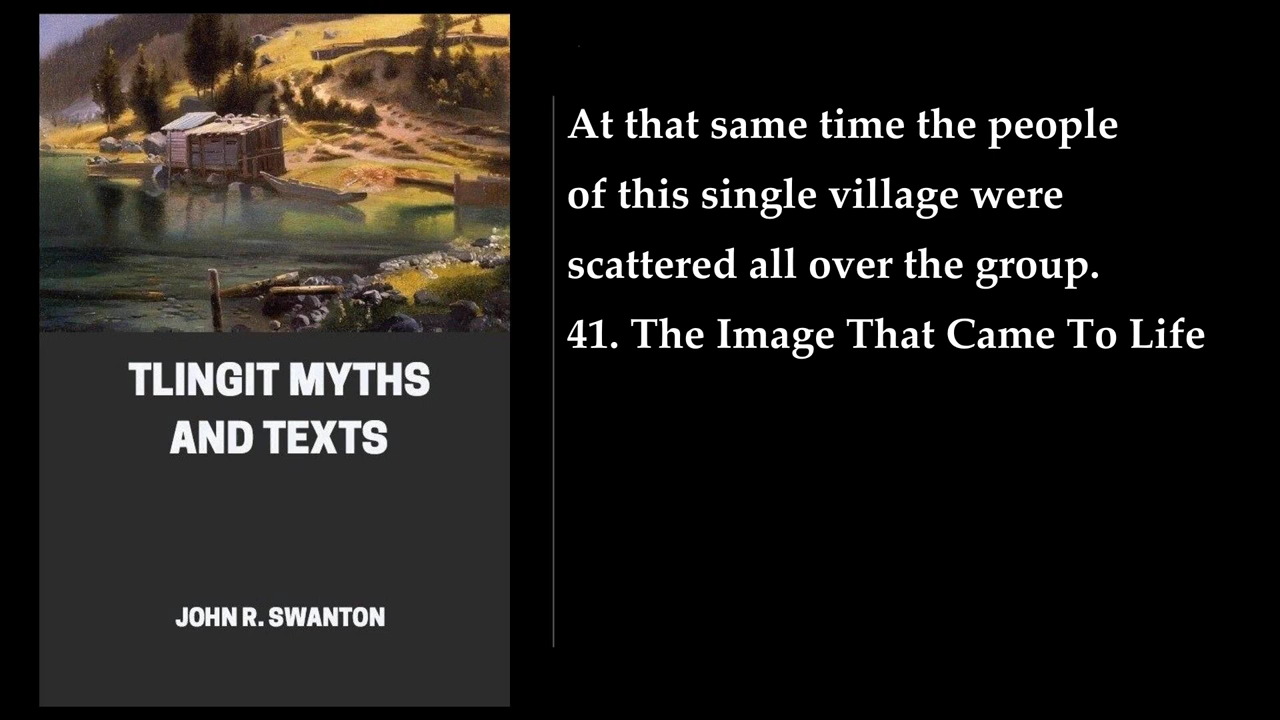 TLINGIT MYTHS
AND TEXTS
JOHN R. SWANTON
At that same time the people
of this single village were
scattered all over the group.
41. The Image That Came To Life